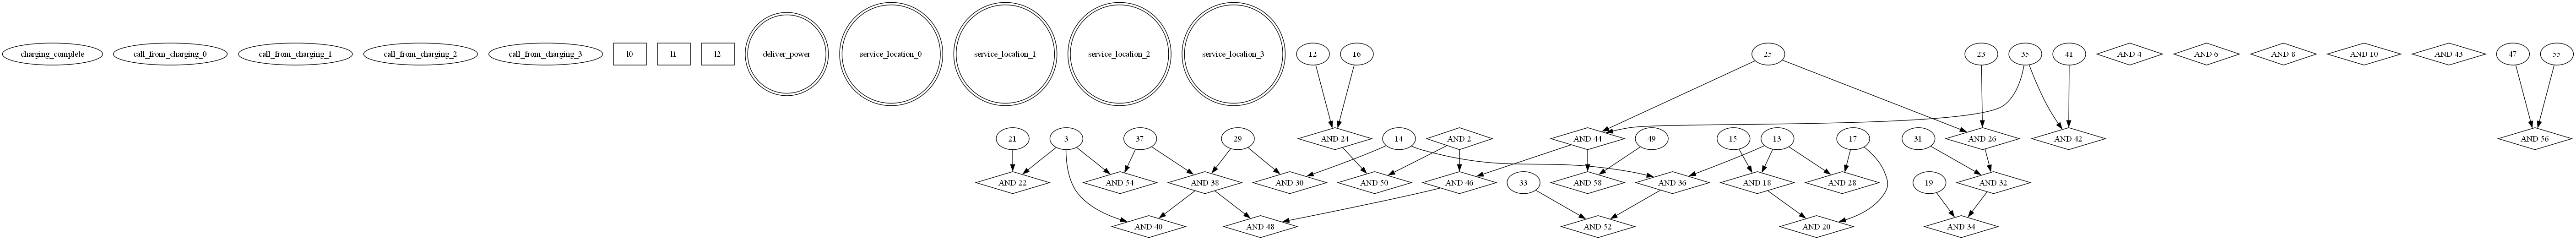 charging_complete
call_from_charging_0
call_from_charging_1
call_from_charging_2
call_from_charging_3
l0
l1
l2
deliver_power
service_location_0
service_location_1
service_location_2
service_location_3
12
16
25
23
35
41
AND 4
AND 6
AND 8
AND 10
AND 43
47
55
21
3
37
29
AND 24
14
AND 2
AND 44
49
15
13
17
31
AND 26
AND 42
AND 56
AND 22
AND 54
AND 38
AND 30
AND 50
AND 46
33
AND 58
AND 36
AND 18
AND 28
19
AND 32
AND 40
AND 48
AND 52
AND 20
AND 34